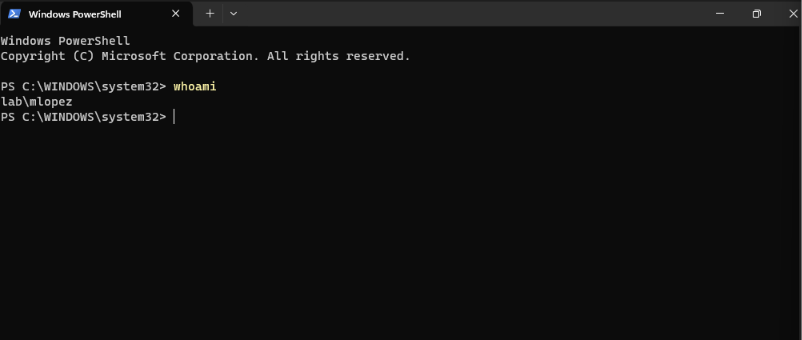 Windows PowerShell
Windows PowerShell
Copyright (C) Microsoft Corporation. All rights reserved.
PS C:\WINDOWS\system32> whoami
lab\mlopez
PS C:\WINDOWS\system32>